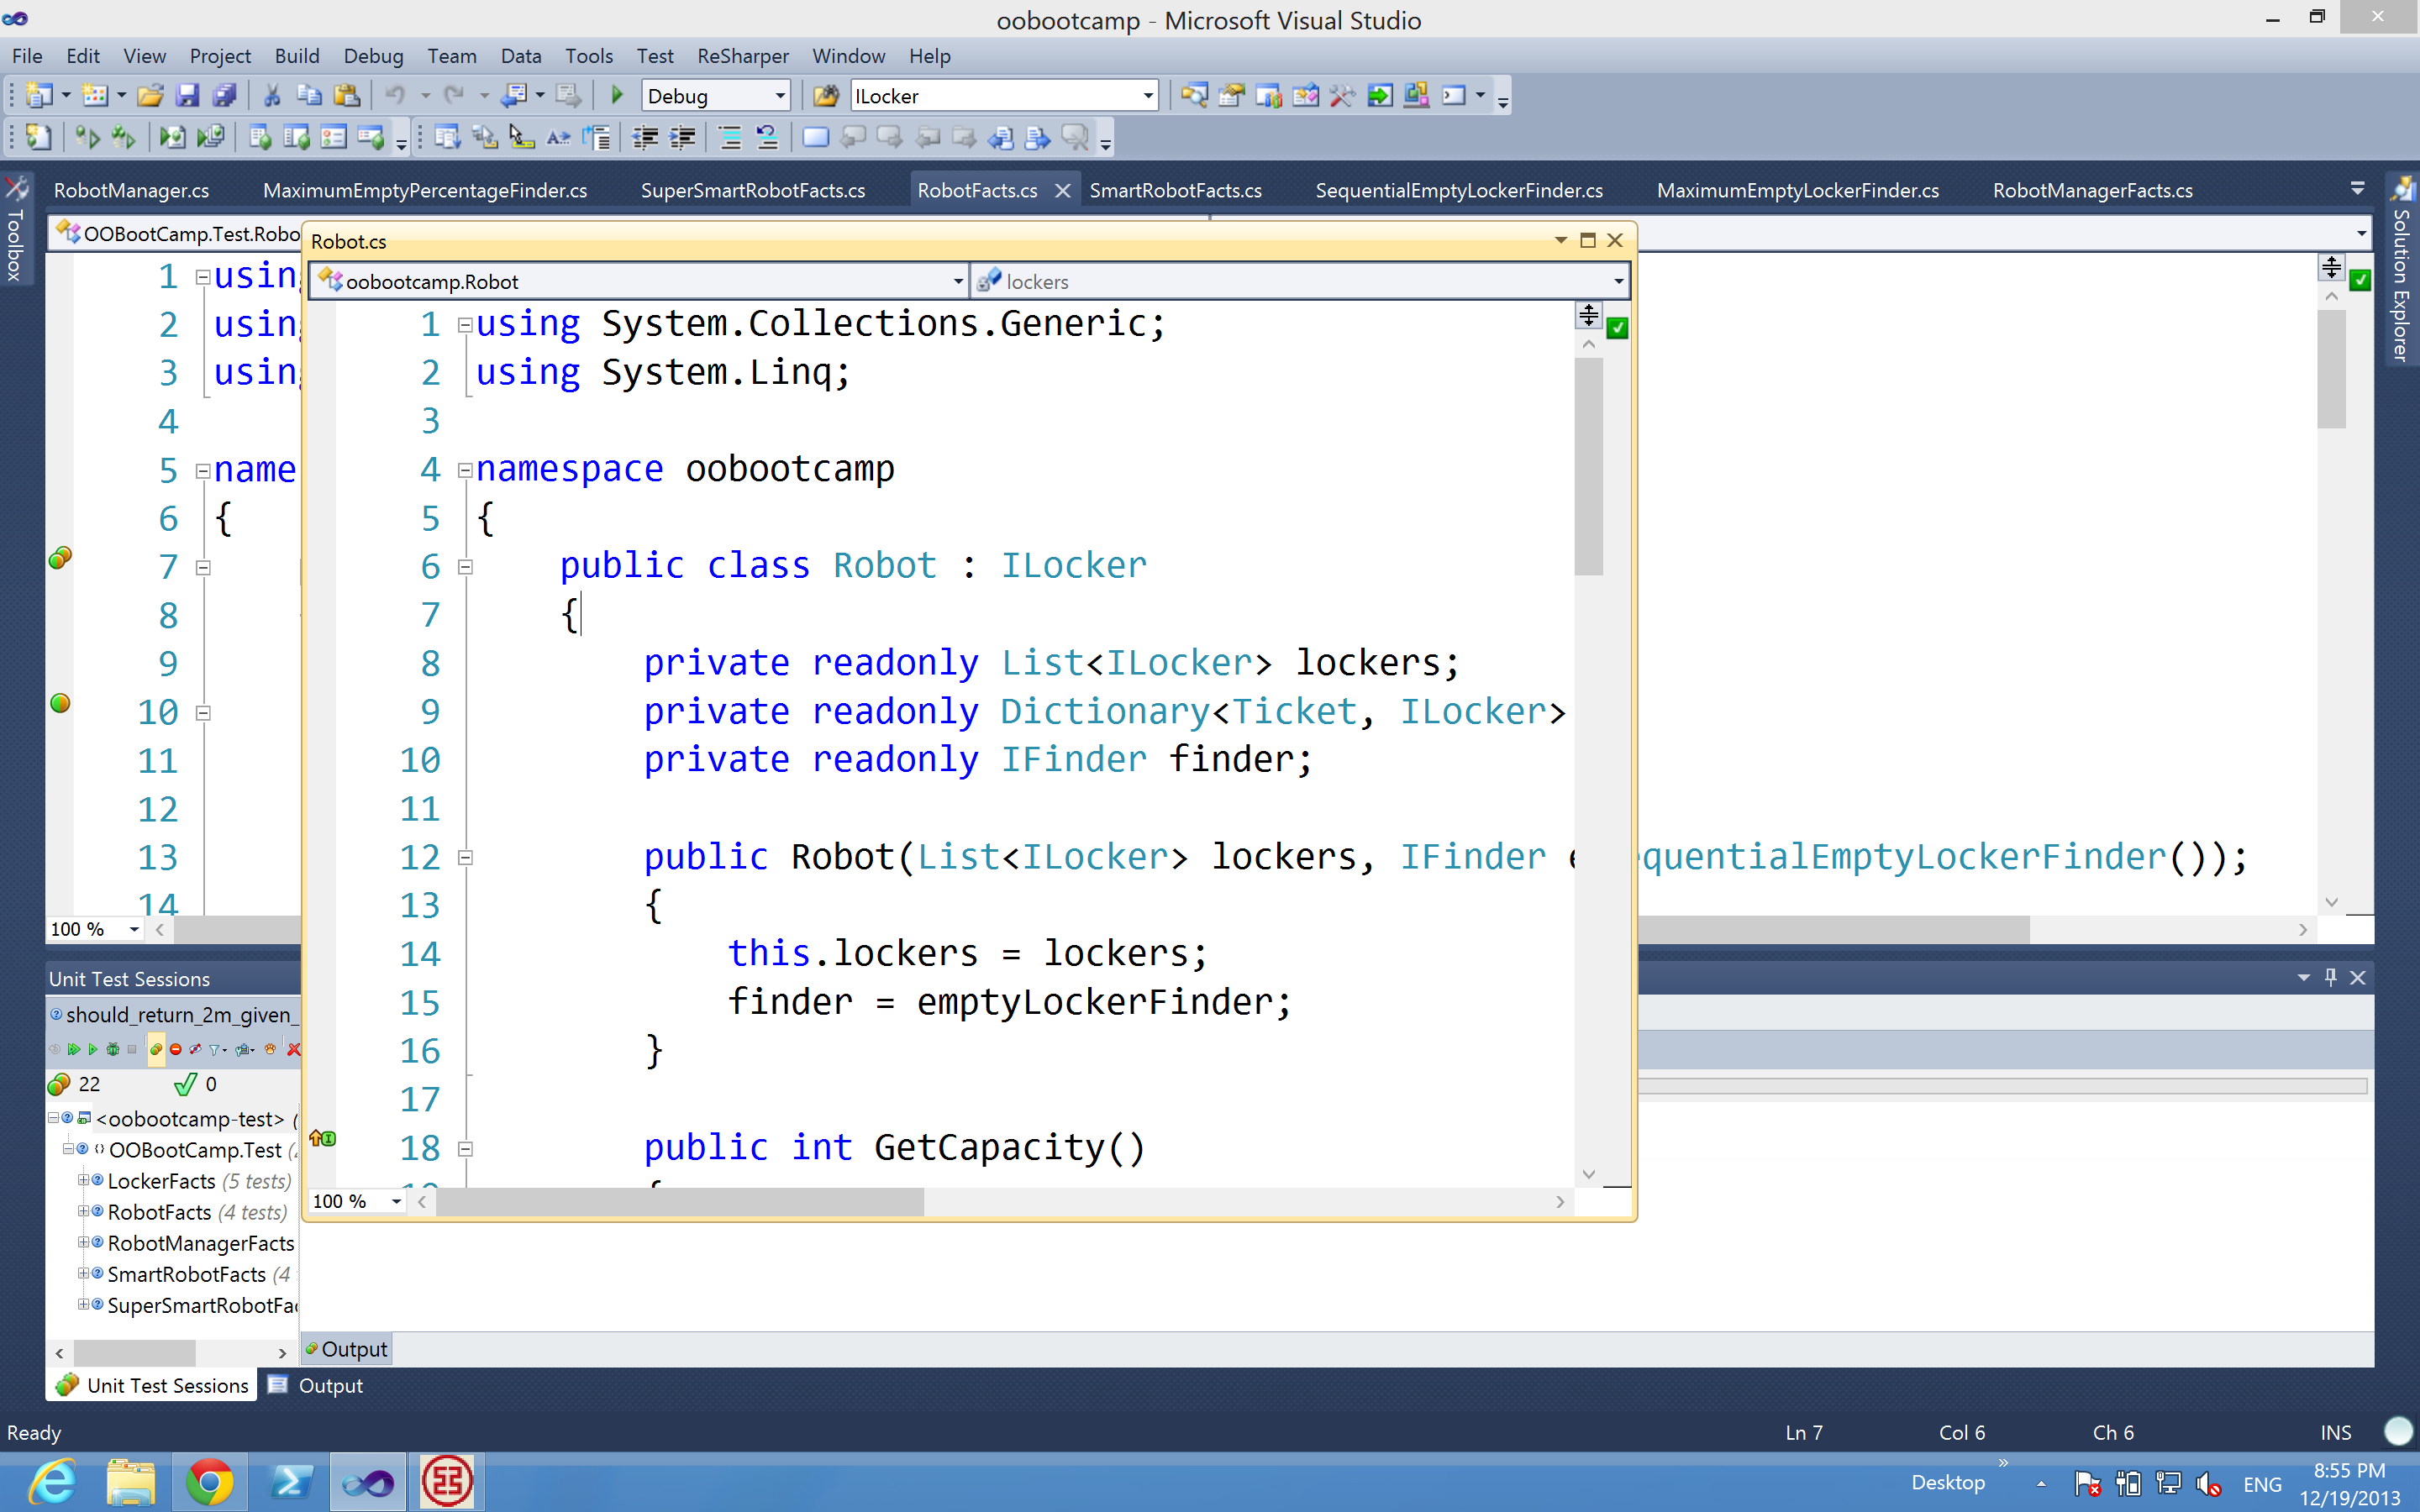 oobootcamp - Microsoft Visual Studio
File Edit View Project Build Debug Team Data Tools Test ReSharper Window Help
Debug ILocker
RobotManager.cs MaximumEmptyPercentageFinder.cs SuperSmartRobotFacts.cs RobotFacts.cs SmartRobotFacts.cs SequentialEmptyLockerFinder.cs MaximumEmptyLockerFinder.cs RobotManagerFacts.cs
Toolbox
Solution Explorer
OOBootCamp.Test.Robo
1 using
2 using
3 using
4
5 name
6 {
7
8
9
10
11
12
13 equentialEmptyLockerFinder());
14
100 %
Robot.cs
oobootcamp.Robot lockers
1 using System.Collections.Generic;
2 using System.Linq;
3
4 namespace oobootcamp
5 {
6 public class Robot : ILocker
7 {
8 private readonly List<ILocker> lockers;
9 private readonly Dictionary<Ticket, ILocker>
10 private readonly IFinder finder;
11
12 public Robot(List<ILocker> lockers, IFinder e
13 {
14 this.lockers = lockers;
15 finder = emptyLockerFinder;
16 }
17
18 public int GetCapacity()
100 %
Unit Test Sessions
should_return_2m_given_
22 0
<oobootcamp-test> (
OOBootCamp.Test (
LockerFacts (5 tests)
RobotFacts (4 tests)
RobotManagerFacts
SmartRobotFacts (4
SuperSmartRobotFa
Output
Unit Test Sessions Output
Ready Ln 7 Col 6 Ch 6 INS
Desktop ENG 8:55 PM
12/19/2013